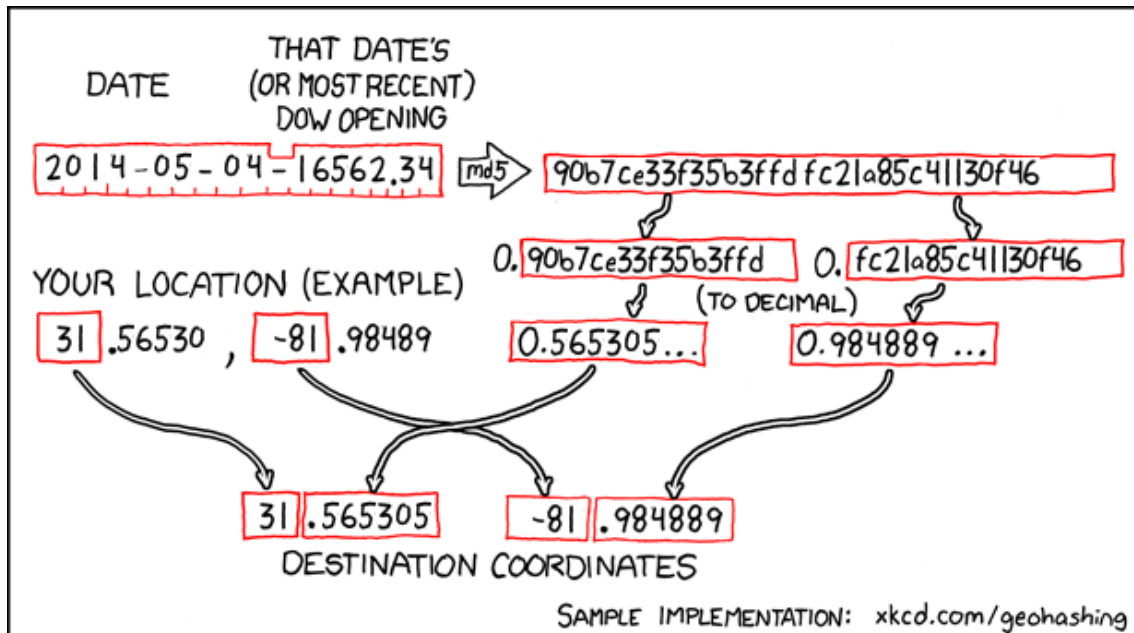 DATE
THAT DATE'S
(OR MOST RECENT)
DOW OPENING
2014-05-04-16562.34
md5
90b7ce33f35b3ffdfc21a85c41130f46
0.90b7ce33f35b3ffd
0.fc21a85c41130f46
YOUR LOCATION (EXAMPLE)
(TO DECIMAL)
31.56530, -81.98489
0.565305...
0.984889...
31.565305
-81.984889
DESTINATION COORDINATES
SAMPLE IMPLEMENTATION: xkcd.com/geohashing